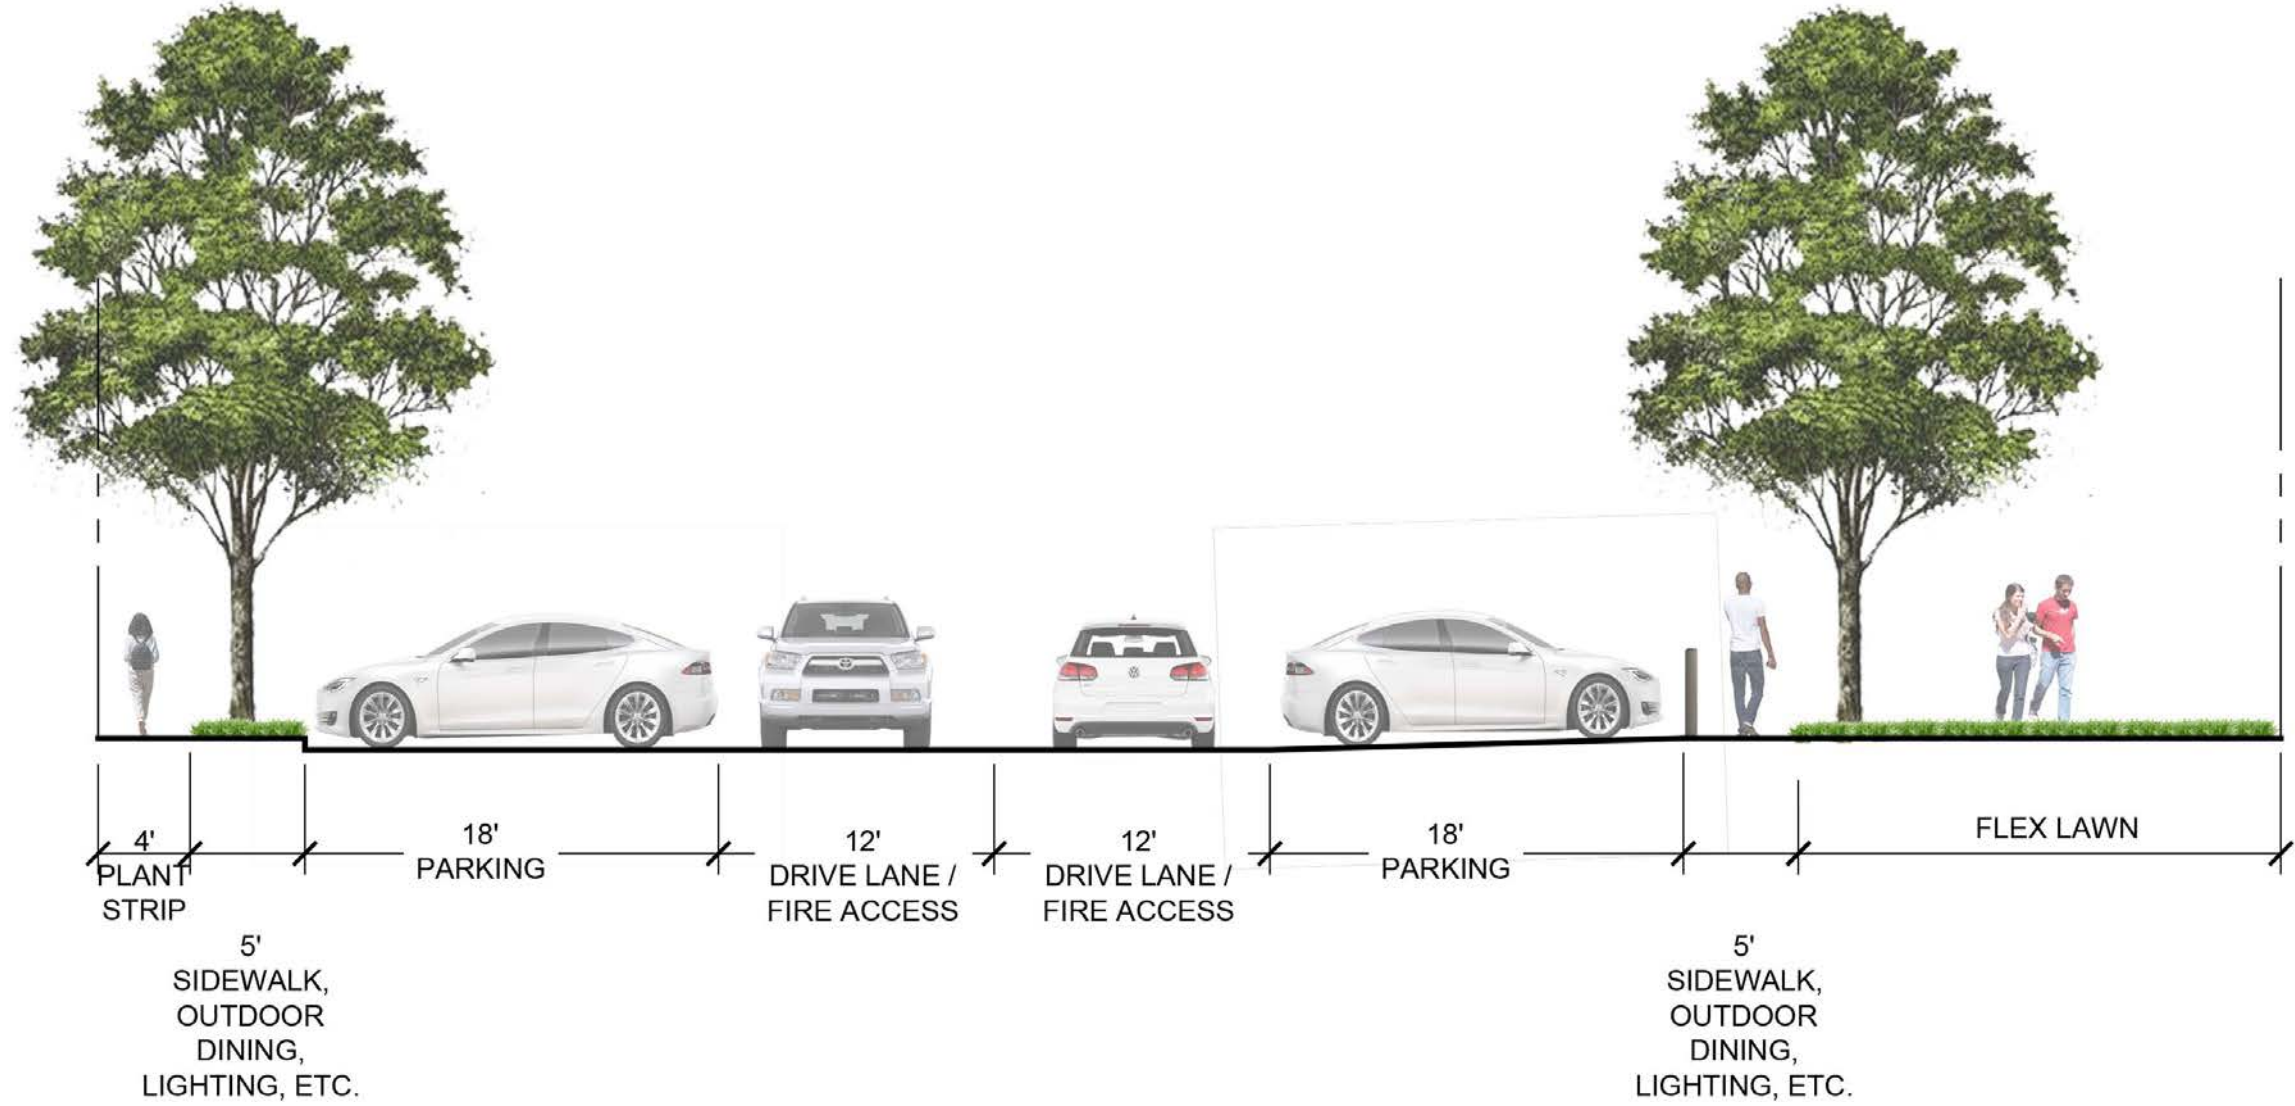 4'
PLANT
STRIP
5'
SIDEWALK,
OUTDOOR
DINING,
LIGHTING, ETC.
18'
PARKING
12'
DRIVE LANE /
FIRE ACCESS
12'
DRIVE LANE /
FIRE ACCESS
18'
PARKING
5'
SIDEWALK,
OUTDOOR
DINING,
LIGHTING, ETC.
FLEX LAWN